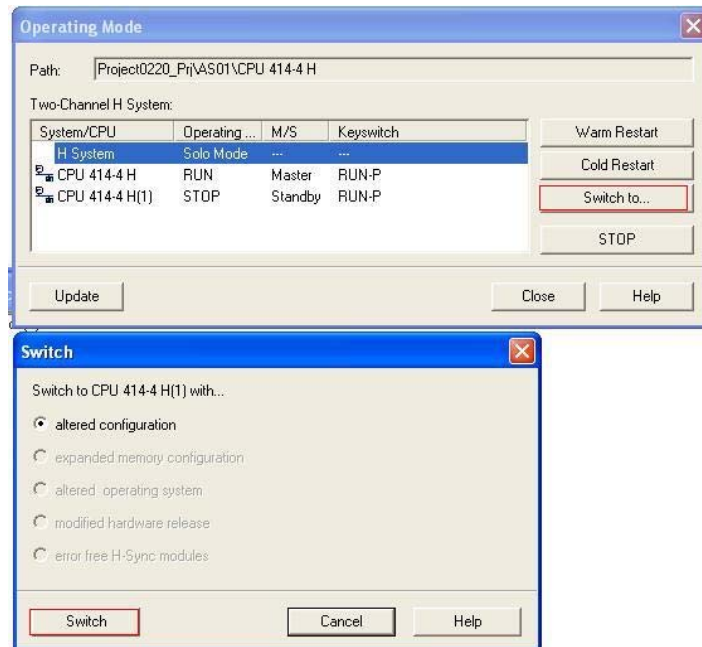 Operating Mode
Path: Project0220_Prj\AS01\CPU 414-4 H
Two-Channel H System:
System/CPU Operating ... M/S Keyswitch
H System Solo Mode --- ---
CPU 414-4 H RUN Master RUN-P
CPU 414-4 H(1) STOP Standby RUN-P
Warm Restart
Cold Restart
Switch to...
STOP
Update Close Help
Switch
Switch to CPU 414-4 H(1) with...
altered configuration
expanded memory configuration
altered operating system
modified hardware release
error free H-Sync modules
Switch Cancel Help